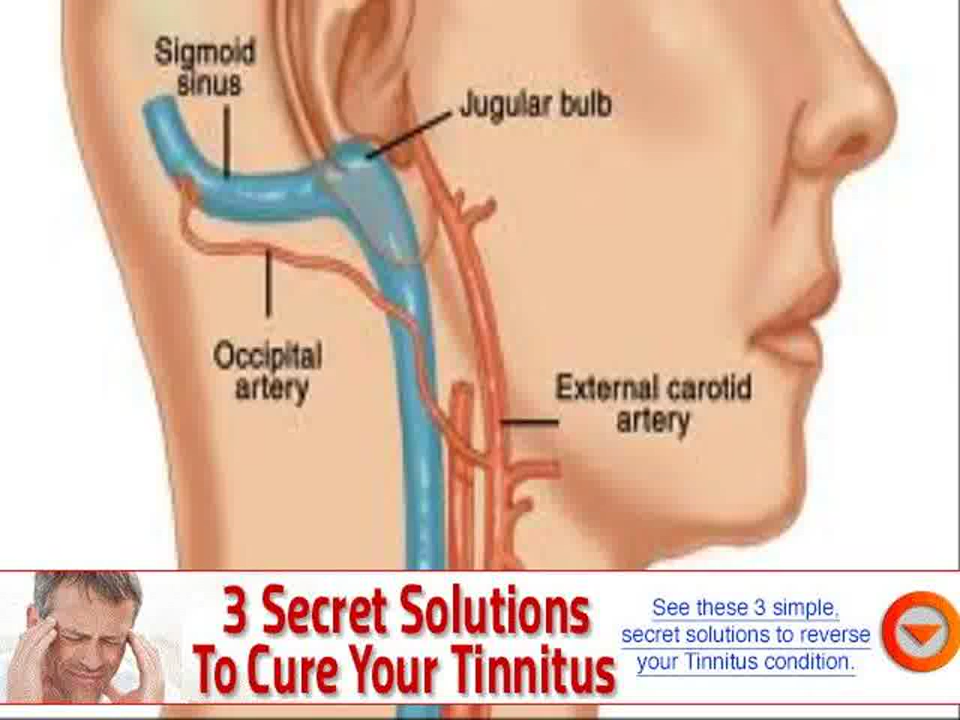 Sigmoid
sinus
Jugular bulb
Occipital
artery
External carotid
artery
3 Secret Solutions
To Cure Your Tinnitus
See these 3 simple,
secret solutions to reverse
your Tinnitus condition.